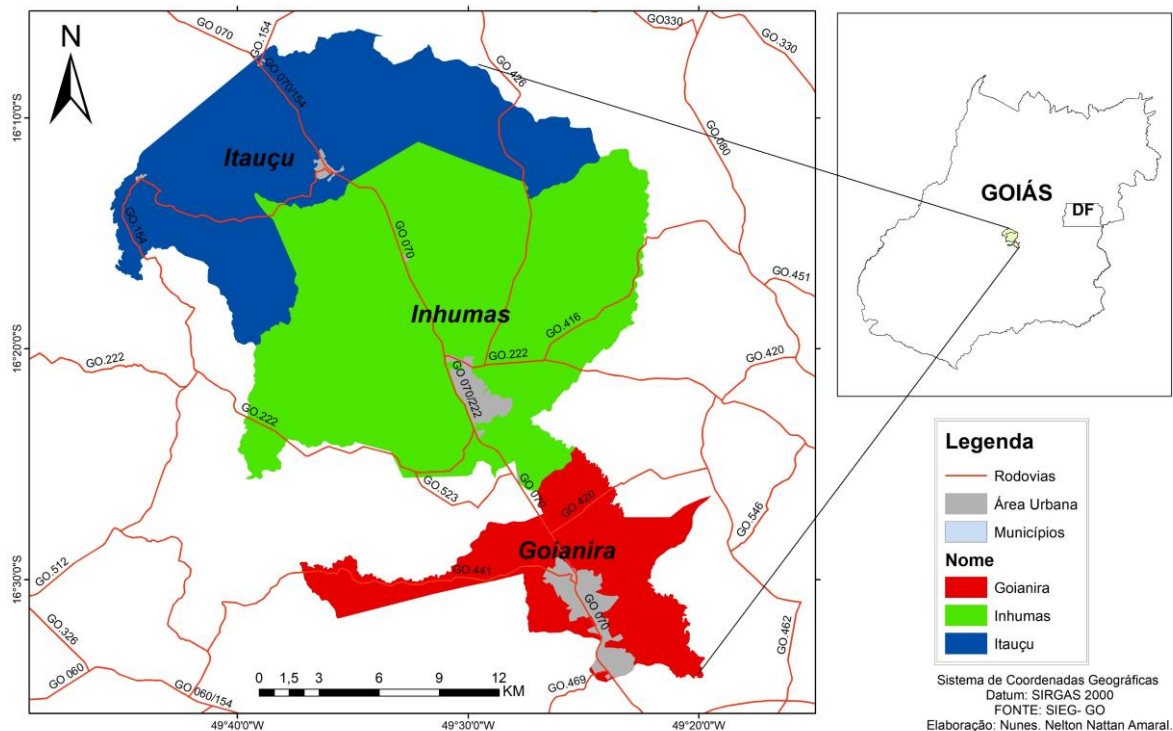 N
GO 070
GO.154
GO 070/154
GO.426
GO330
GO.330
GO.080
16°10'0"S
Itauçu
GO.154
GO 070
GO.451
Inhumas
GO.416
16°20'0"S
GO.222
GO.222
GO.420
GO 070/222
GO.222
GO.523
GO 070
GO.420
GO.546
Goianira
16°30'0"S
GO.512
GO.441
GO 070
GO.462
GO.326
GO 060
GO 060/154
GO.469
0 1,5 3 6 9 12
KM
49°40'0"W
49°30'0"W
49°20'0"W
GOIÁS
DF
Legenda
Rodovias
Área Urbana
Municípios
Nome
Goianira
Inhumas
Itauçu
Sistema de Coordenadas Geográficas
Datum: SIRGAS 2000
FONTE: SIEG- GO
Elaboração: Nunes. Nelton Nattan Amaral.